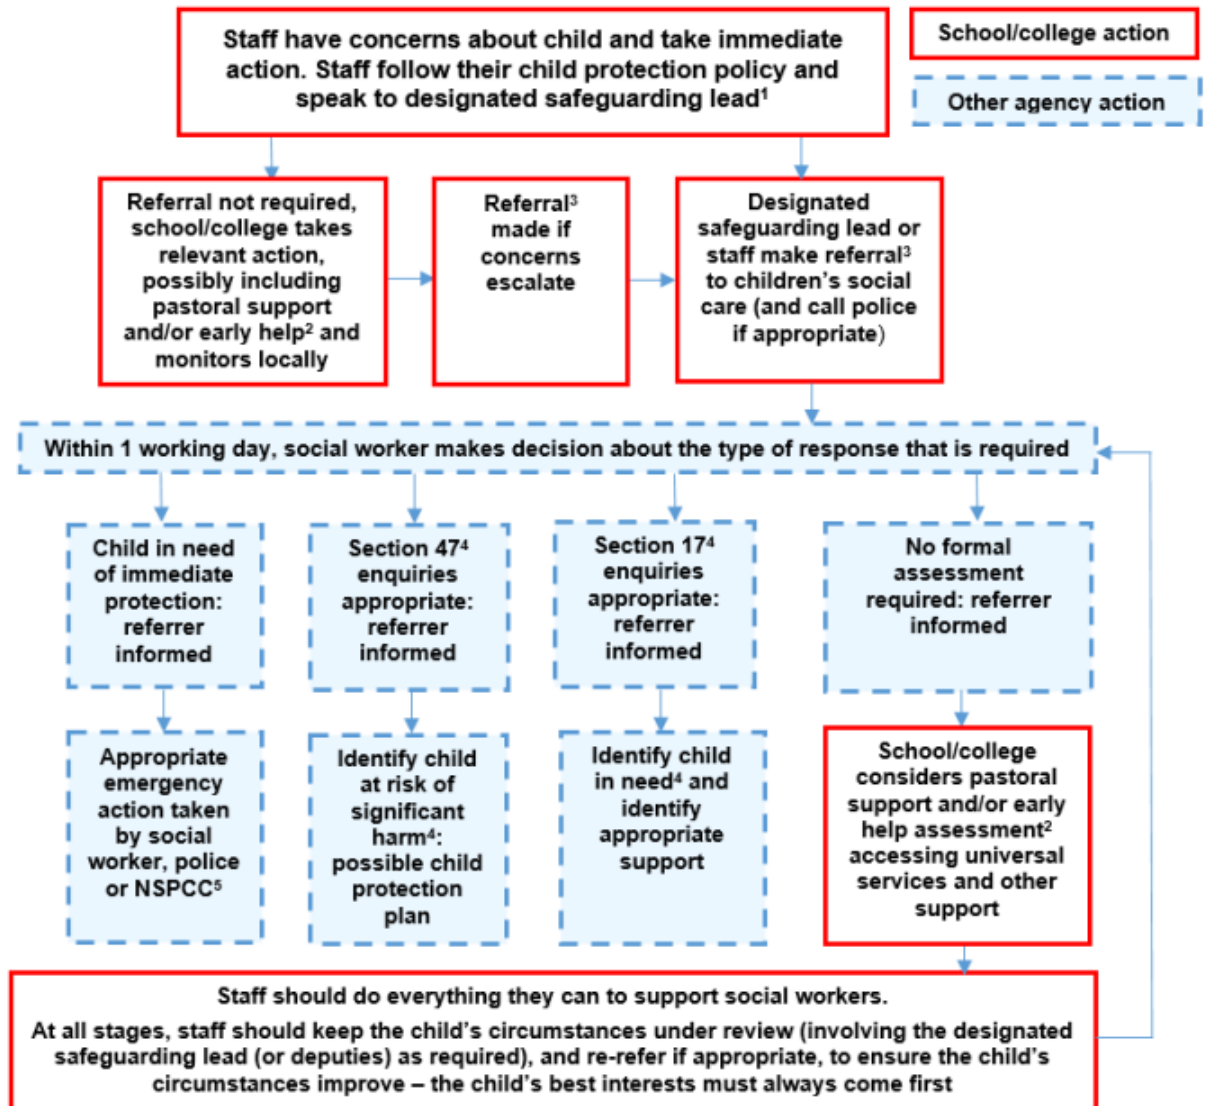 Staff have concerns about child and take immediate
action. Staff follow their child protection policy and
speak to designated safeguarding lead¹
School/college action
Other agency action
Referral not required,
school/college takes
relevant action,
possibly including
pastoral support
and/or early help² and
monitors locally
Referral³
made if
concerns
escalate
Designated
safeguarding lead or
staff make referral³
to children’s social
care (and call police
if appropriate)
Within 1 working day, social worker makes decision about the type of response that is required
Child in need
of immediate
protection:
referrer
informed
Section 47⁴
enquiries
appropriate:
referrer
informed
Section 17⁴
enquiries
appropriate:
referrer
informed
No formal
assessment
required: referrer
informed
Appropriate
emergency
action taken
by social
worker, police
or NSPCC⁵
Identify child
at risk of
significant
harm⁴:
possible child
protection
plan
Identify child
in need⁴ and
identify
appropriate
support
School/college
considers pastoral
support and/or early
help assessment²
accessing universal
services and other
support
Staff should do everything they can to support social workers.
At all stages, staff should keep the child’s circumstances under review (involving the designated
safeguarding lead (or deputies) as required), and re-refer if appropriate, to ensure the child’s
circumstances improve – the child’s best interests must always come first